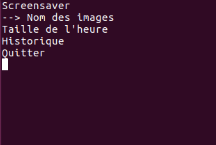 Screensaver
--> Nom des images
Taille de l'heure
Historique
Quitter